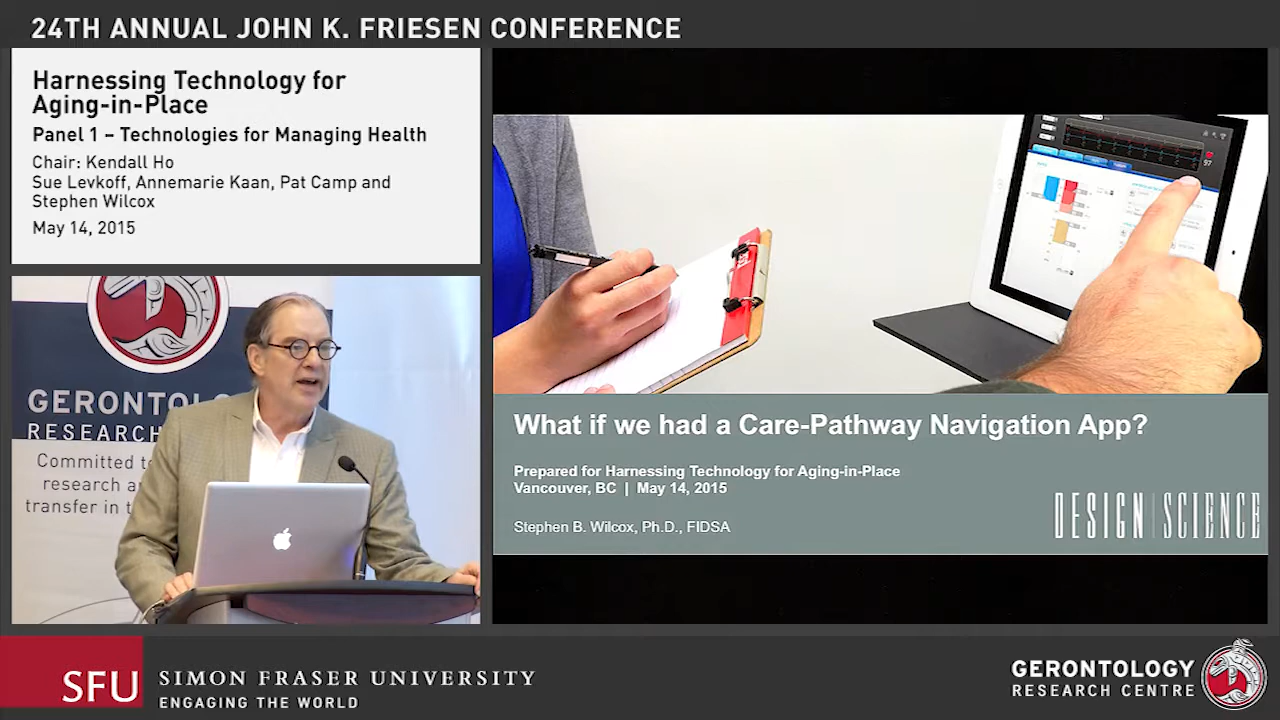 24TH ANNUAL JOHN K. FRIESEN CONFERENCE
Harnessing Technology for
Aging-in-Place
Panel 1 – Technologies for Managing Health
Chair: Kendall Ho
Sue Levkoff, Annemarie Kaan, Pat Camp and
Stephen Wilcox
May 14, 2015
GERONTOLO
RESEARCH
Committed to
research a
transfer in t
97
What if we had a Care-Pathway Navigation App?
Prepared for Harnessing Technology for Aging-in-Place
Vancouver, BC | May 14, 2015
Stephen B. Wilcox, Ph.D., FIDSA
DESIGN | SCIENCE
SFU
SIMON FRASER UNIVERSITY
ENGAGING THE WORLD
GERONTOLOGY
RESEARCH CENTRE